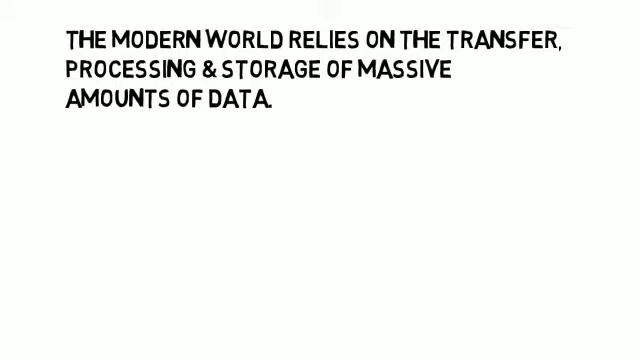 THE MODERN WORLD RELIES ON THE TRANSFER,
PROCESSING & STORAGE OF MASSIVE
AMOUNTS OF DATA.